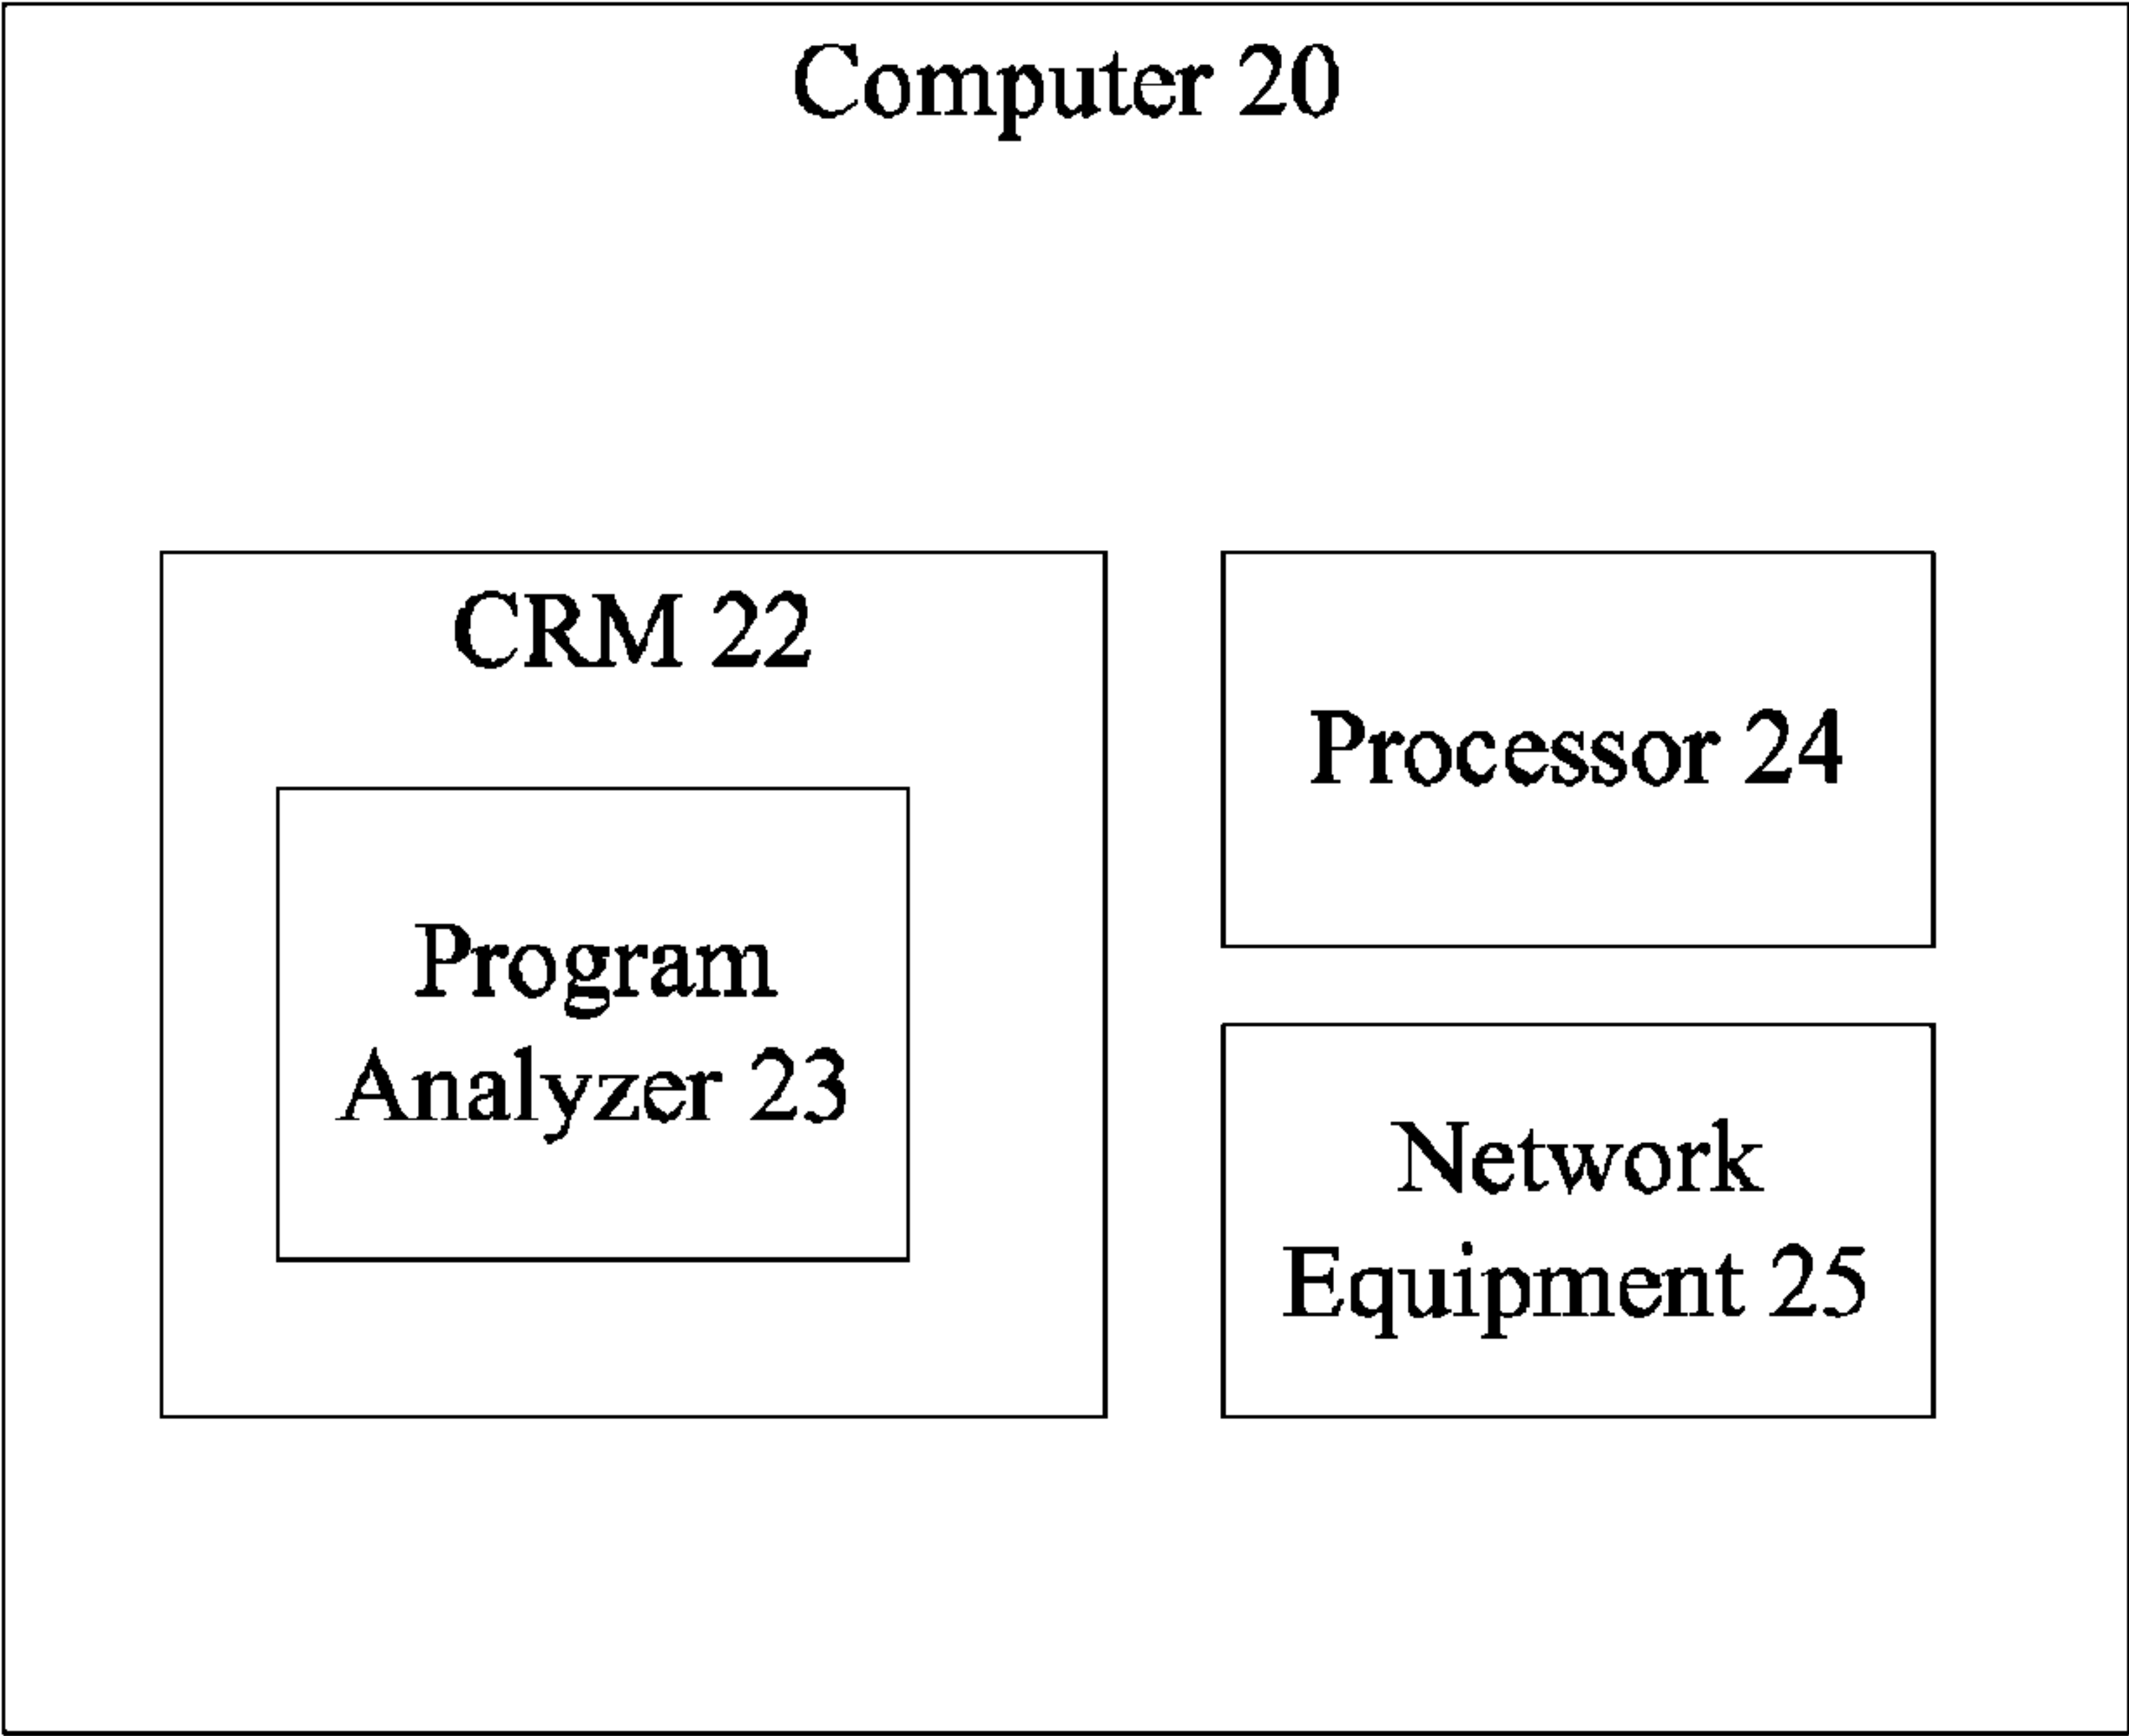 Computer 20
CRM 22
Program
Analyzer 23
Processor 24
Network
Equipment 25